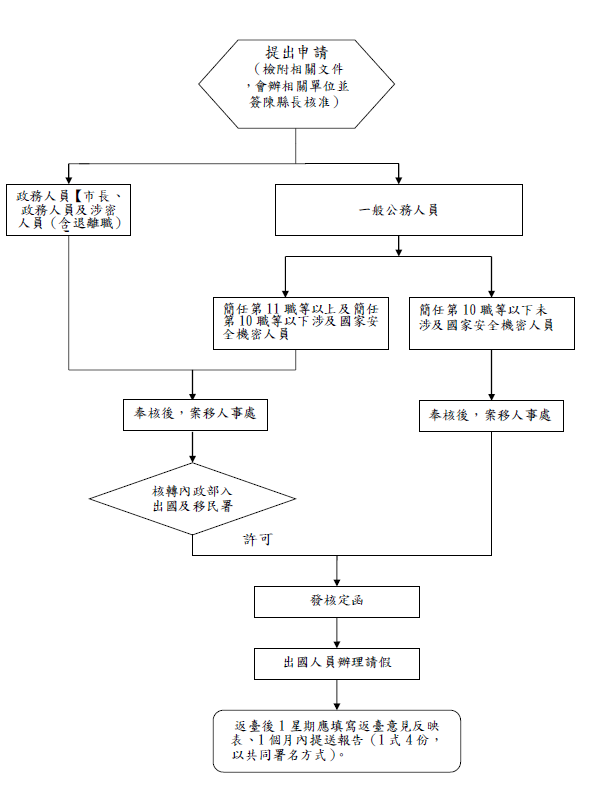 提出申請
（檢附相關文件
，會辦相關單位並
簽陳縣長核准）
政務人員【市長、
政務人員及涉密
人員（含退離職）
一般公務人員
簡任第 11 職等以上及簡任
第 10 職等以下涉及國家安
全機密人員
簡任第 10 職等以下未
涉及國家安全機密人員
奉核後，案移人事處
奉核後，案移人事處
核轉內政部入
出國及移民署
許可
發核定函
出國人員辦理請假
返臺後 1 星期應填寫返臺意見反映
表、1 個月內提送報告（1 式 4 份，
以共同署名方式）。